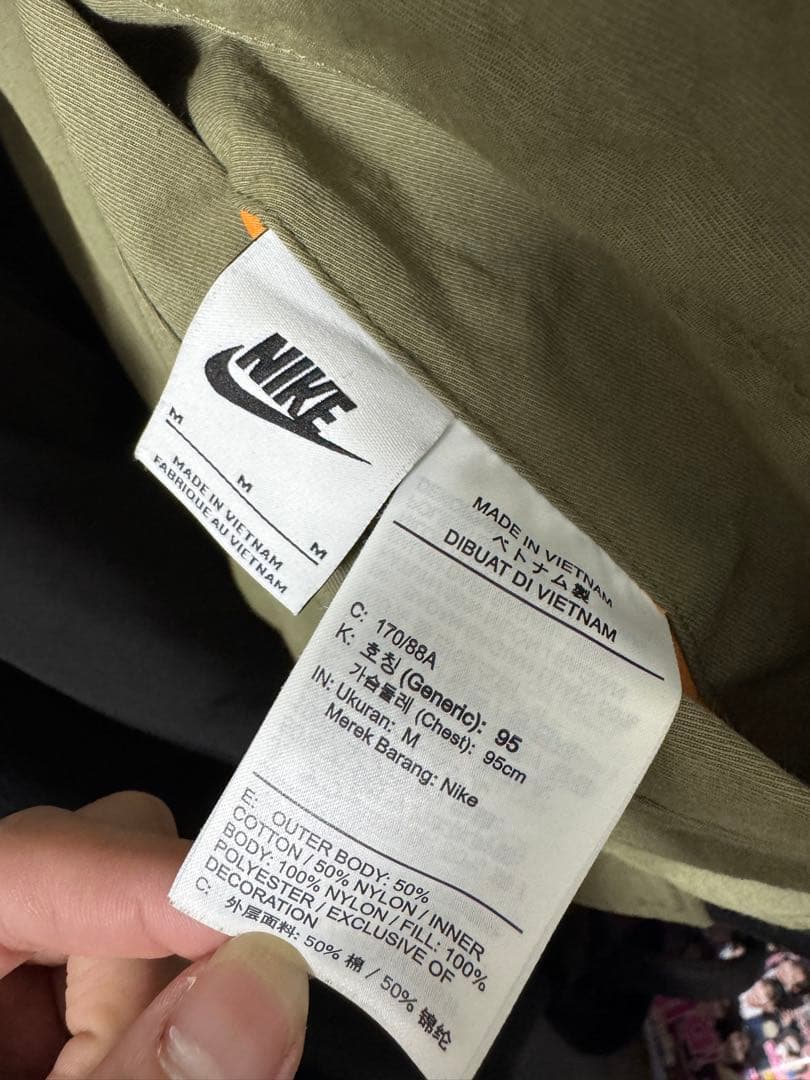 NIKE
M
M
M
MADE IN VIETNAM
FABRIQUE AU VIETNAM
MADE IN VIETNAM
ベトナム製
DIBUAT DI VIETNAM
C: 170/88A
K: 호칭 (Generic): 95
가슴둘레 (Chest): 95cm
IN: Ukuran: M
Merek Barang: Nike
E: OUTER BODY: 50%
COTTON / 50% NYLON / INNER
BODY: 100% NYLON / FILL: 100%
POLYESTER / EXCLUSIVE OF
DECORATION
C: 外层面料: 50% 棉 / 50% 锦纶